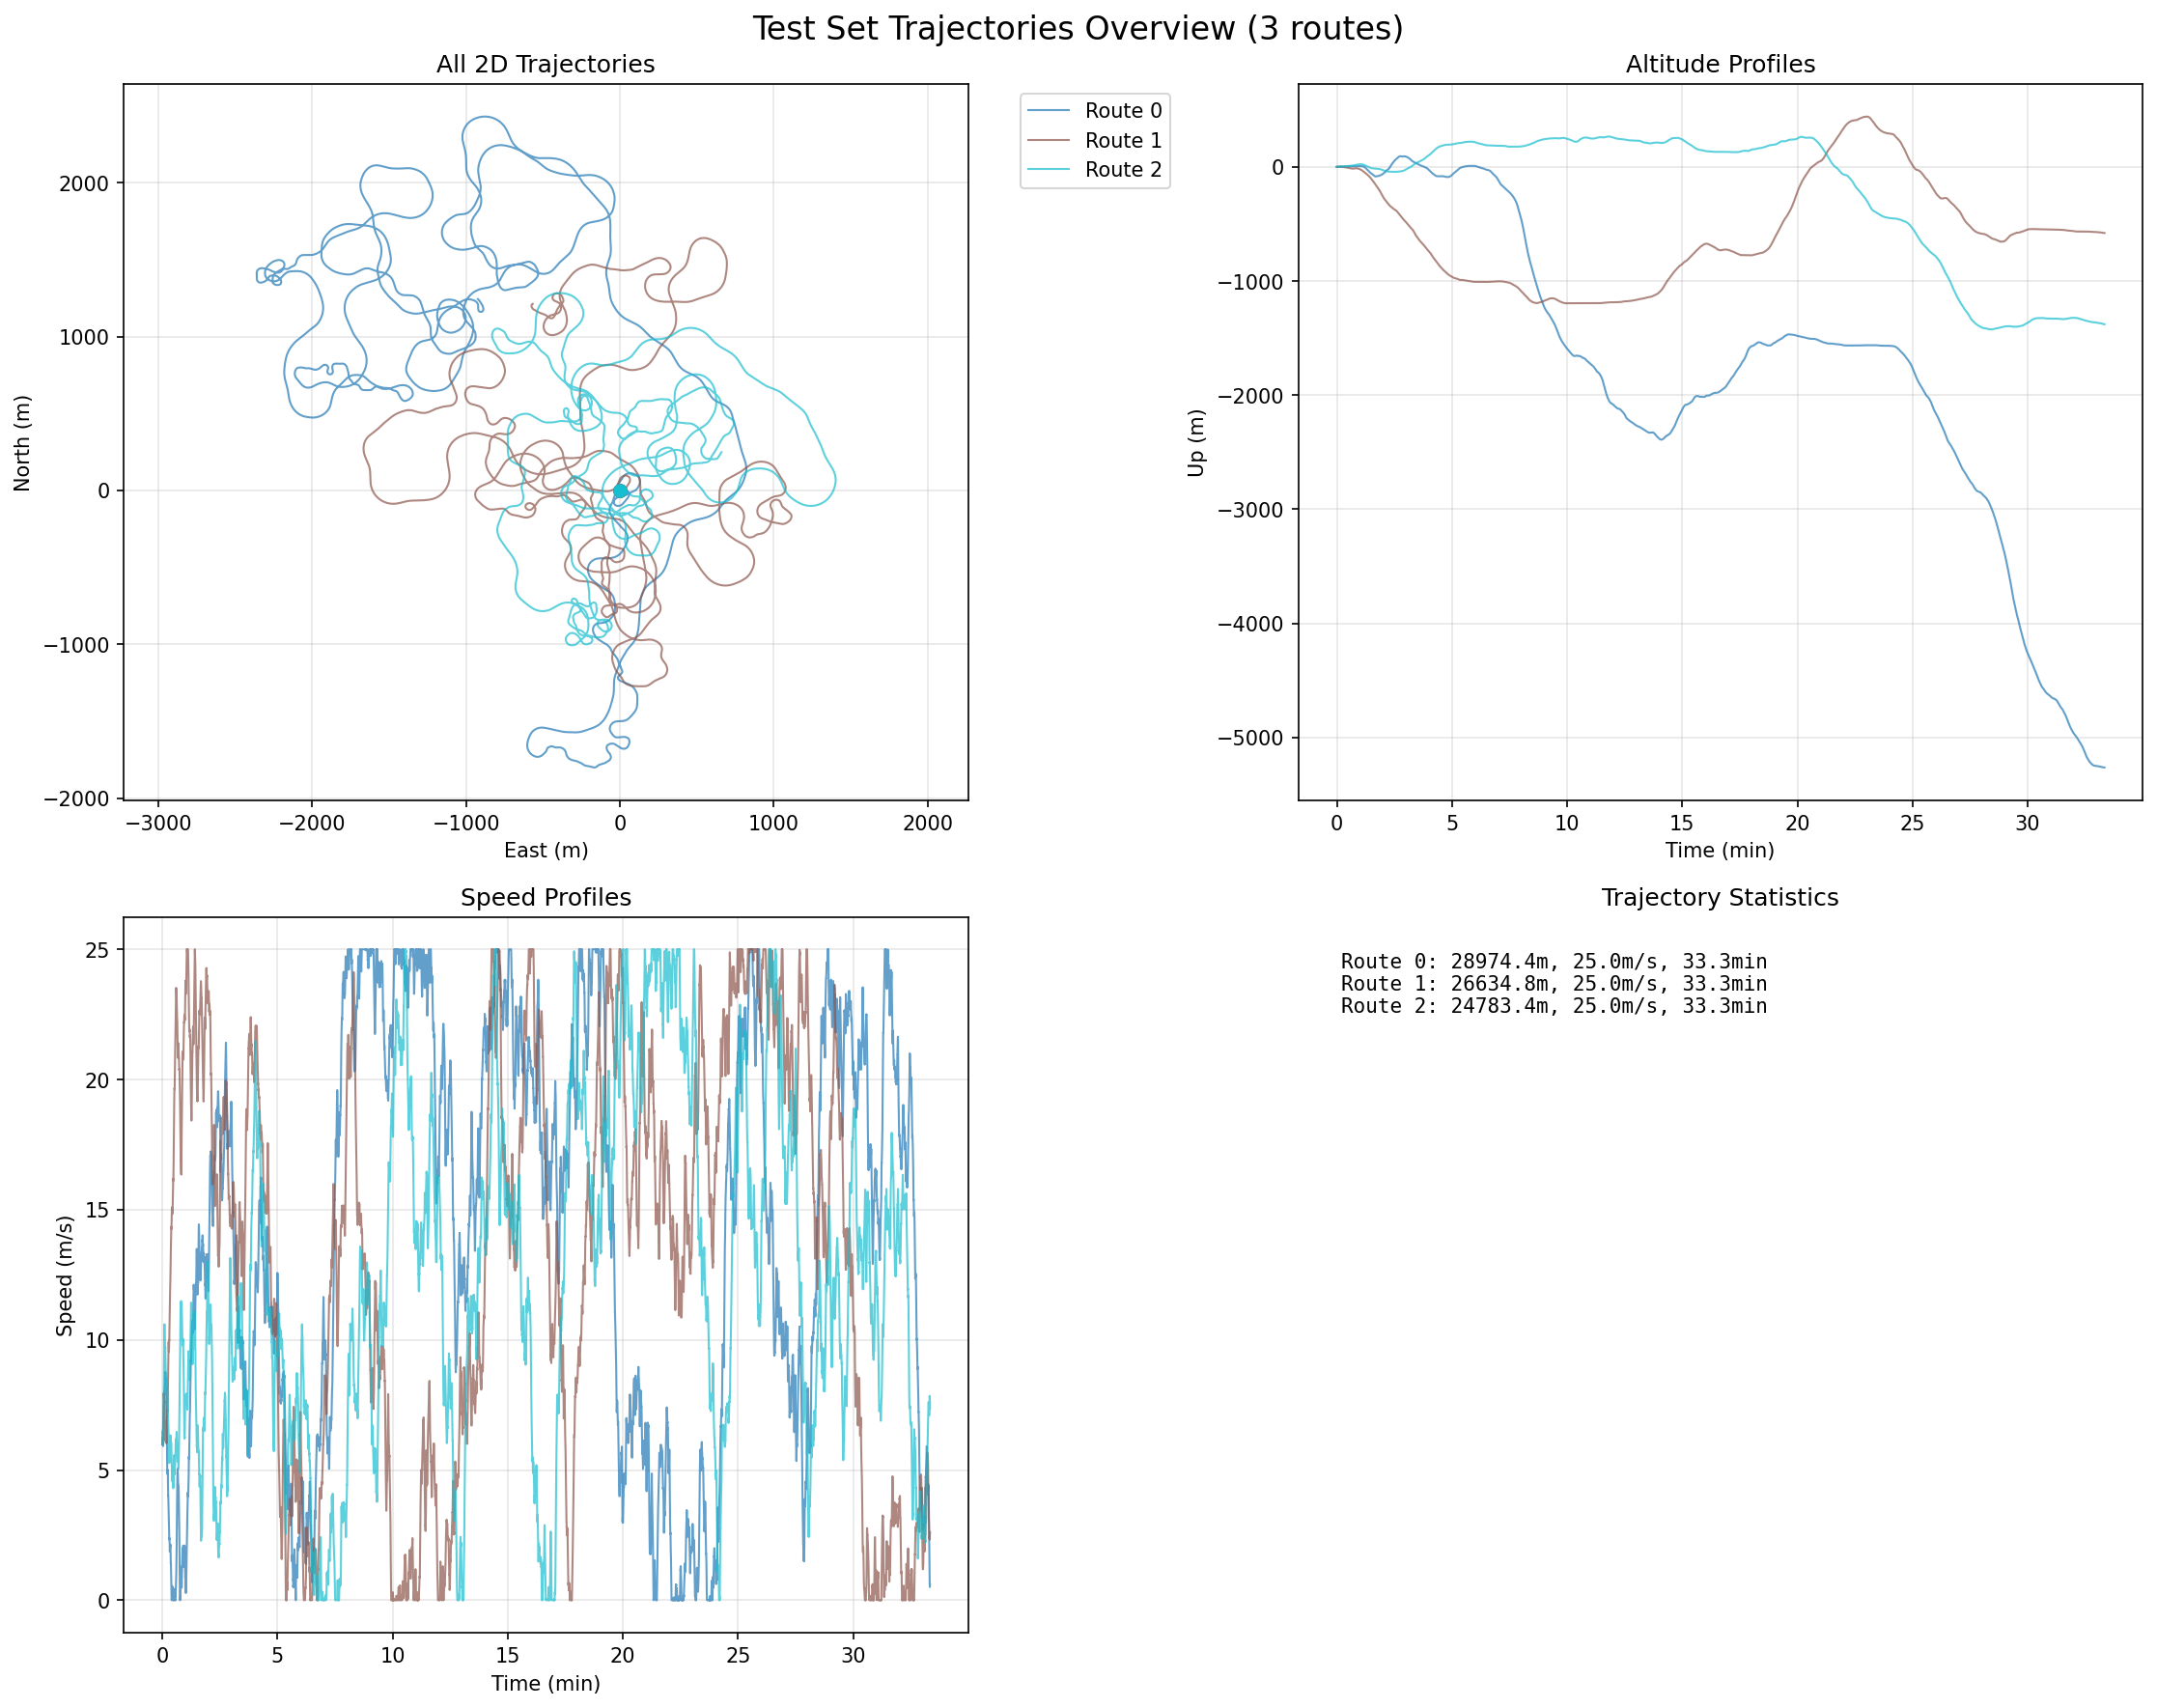 Test Set Trajectories Overview (3 routes)
All 2D Trajectories
2000
1000
0
−1000
−2000
North (m)
−3000
−2000
−1000
0
1000
2000
East (m)
Route 0
Route 1
Route 2
Altitude Profiles
0
−1000
−2000
−3000
−4000
−5000
Up (m)
0
5
10
15
20
25
30
Time (min)
Speed Profiles
25
20
15
10
5
0
Speed (m/s)
0
5
10
15
20
25
30
Time (min)
Trajectory Statistics
Route 0: 28974.4m, 25.0m/s, 33.3min
Route 1: 26634.8m, 25.0m/s, 33.3min
Route 2: 24783.4m, 25.0m/s, 33.3min